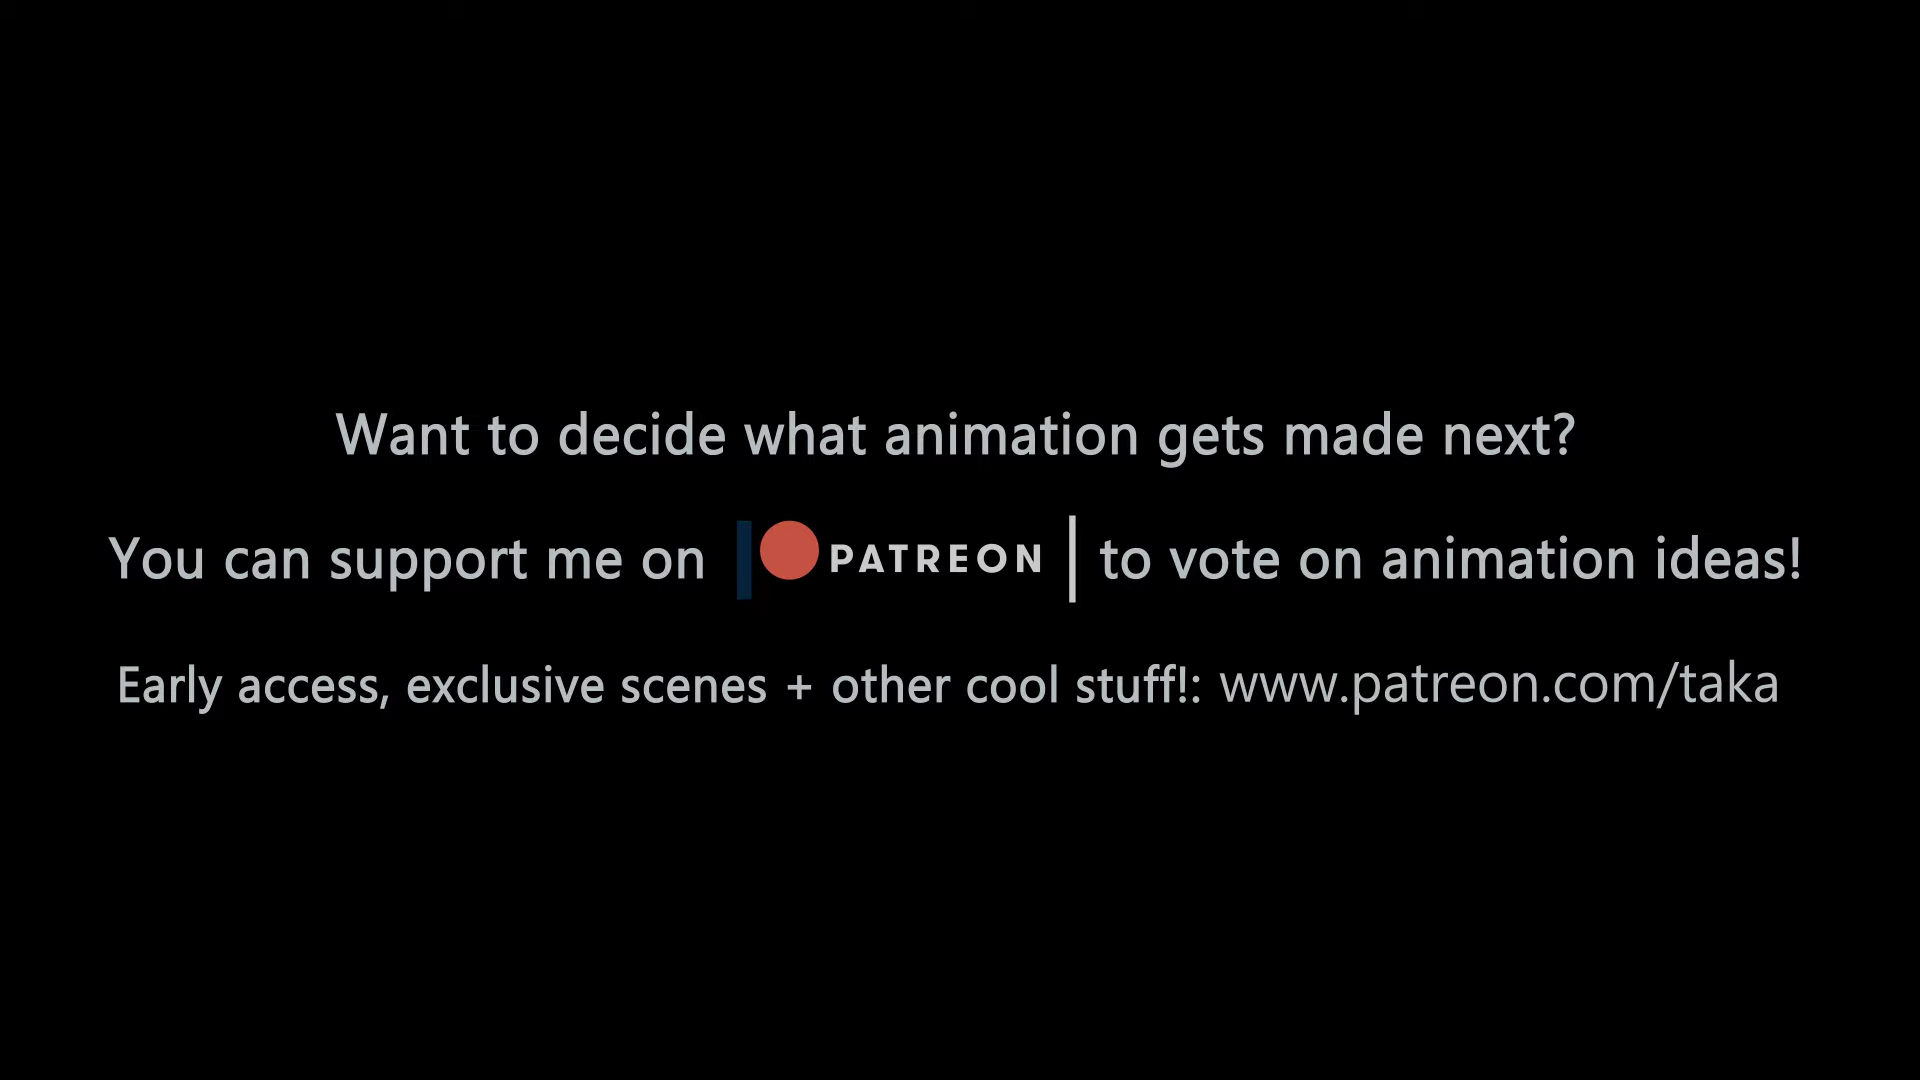 Want to decide what animation gets made next?
You can support me on PATREON to vote on animation ideas!
Early access, exclusive scenes + other cool stuff!: www.patreon.com/taka